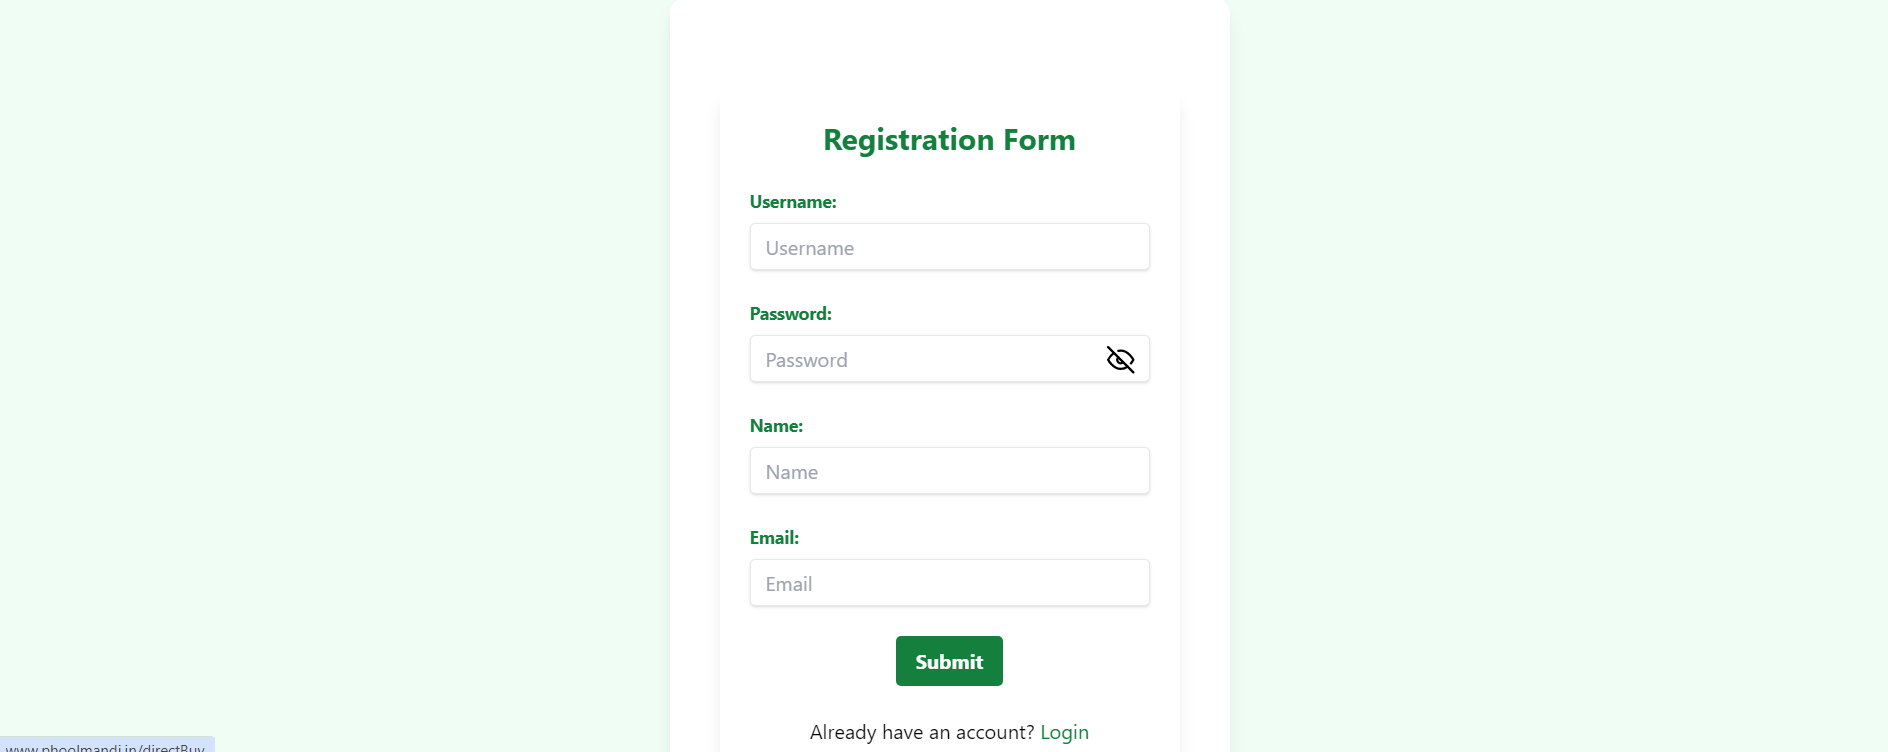 Registration Form
Username:
Username
Password:
Password
Name:
Name
Email:
Email
Submit
Already have an account? Login
www.phoolmandi.in/directBuy